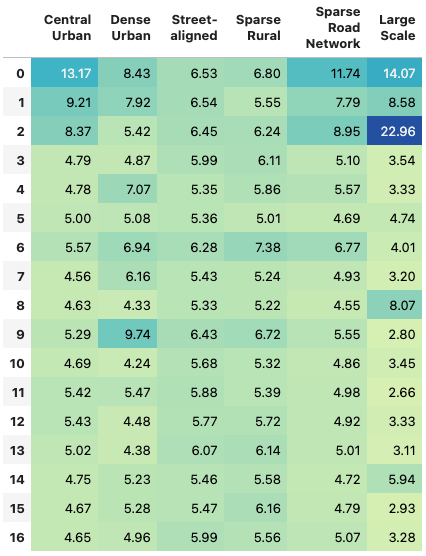 Central Urban Dense Urban Street-aligned Sparse Rural Sparse Road Network Large Scale
0 13.17 8.43 6.53 6.80 11.74 14.07
1 9.21 7.92 6.54 5.55 7.79 8.58
2 8.37 5.42 6.45 6.24 8.95 22.96
3 4.79 4.87 5.99 6.11 5.10 3.54
4 4.78 7.07 5.35 5.86 5.57 3.33
5 5.00 5.08 5.36 5.01 4.69 4.74
6 5.57 6.94 6.28 7.38 6.77 4.01
7 4.56 6.16 5.43 5.24 4.93 3.20
8 4.63 4.33 5.33 5.22 4.55 8.07
9 5.29 9.74 6.43 6.72 5.55 2.80
10 4.69 4.24 5.68 5.32 4.86 3.45
11 5.42 5.47 5.88 5.39 4.98 2.66
12 5.43 4.48 5.77 5.72 4.92 3.33
13 5.02 4.38 6.07 6.14 5.01 3.11
14 4.75 5.23 5.46 5.58 4.72 5.94
15 4.67 5.28 5.47 6.16 4.79 2.93
16 4.65 4.96 5.99 5.56 5.07 3.28